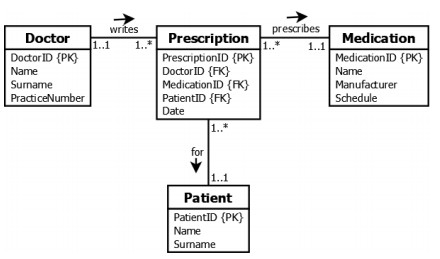 writes
prescribes
Doctor
DoctorID {PK}
Name
Surname
PracticeNumber
1..1
1..*
Prescription
PrescriptionID {PK}
DoctorID {FK}
MedicationID {FK}
PatientID {FK}
Date
1..*
1..1
Medication
MedicationID {PK}
Name
Manufacturer
Schedule
1..*
for
1..1
Patient
PatientID {PK}
Name
Surname